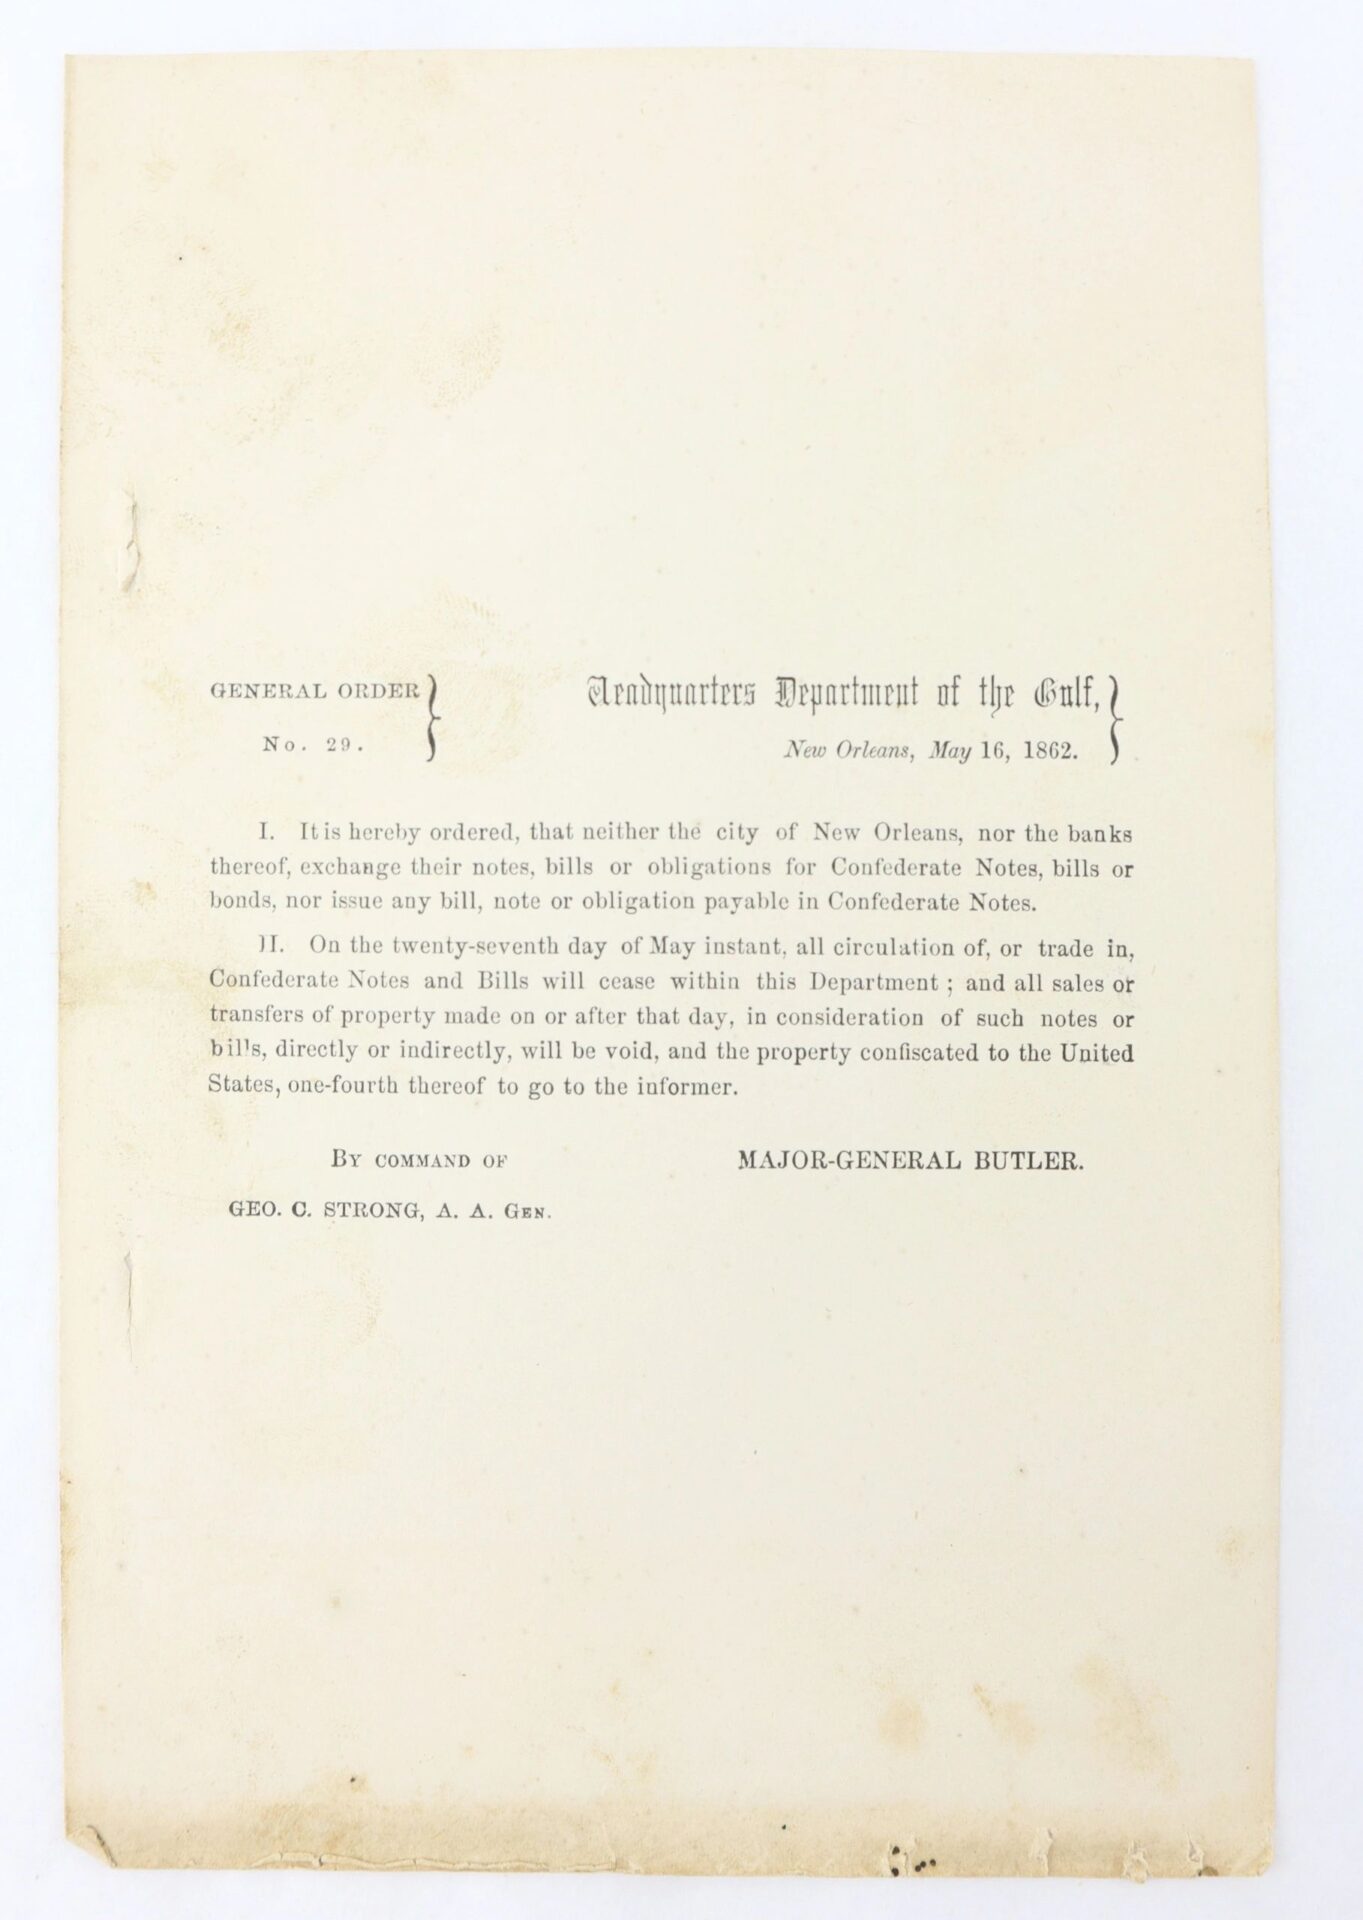 GENERAL ORDER
No. 29.
Headquarters Department of the Gulf,
New Orleans, May 16, 1862.
I. It is hereby ordered, that neither the city of New Orleans, nor the banks
thereof, exchange their notes, bills or obligations for Confederate Notes, bills or
bonds, nor issue any bill, note or obligation payable in Confederate Notes.
II. On the twenty-seventh day of May instant, all circulation of, or trade in,
Confederate Notes and Bills will cease within this Department ; and all sales or
transfers of property made on or after that day, in consideration of such notes or
bills, directly or indirectly, will be void, and the property confiscated to the United
States, one-fourth thereof to go to the informer.
By command of MAJOR-GENERAL BUTLER.
GEO. C. STRONG, A. A. Gen.